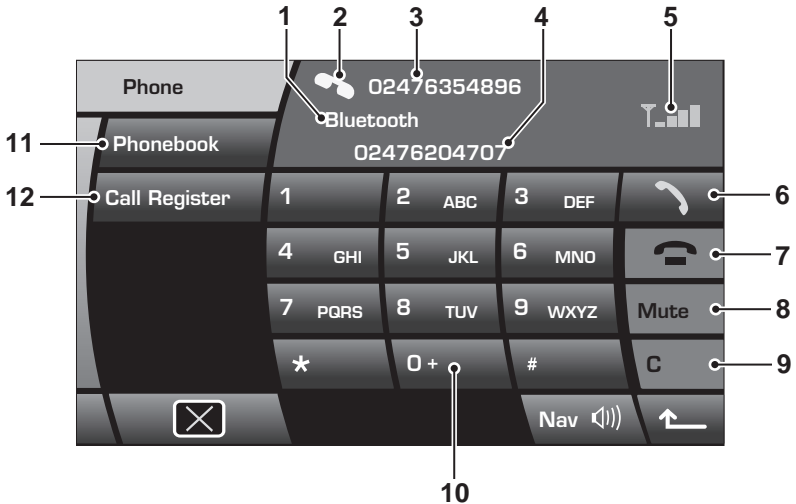 1 2 3 4 5
Phone
02476354896
Bluetooth
02476204707
11 Phonebook
12 Call Register
1
2 ABC
3 DEF
6
4 GHI
5 JKL
6 MNO
7
7 PQRS
8 TUV
9 WXYZ
Mute
8
*
0 +
#
C
9
Nav
10